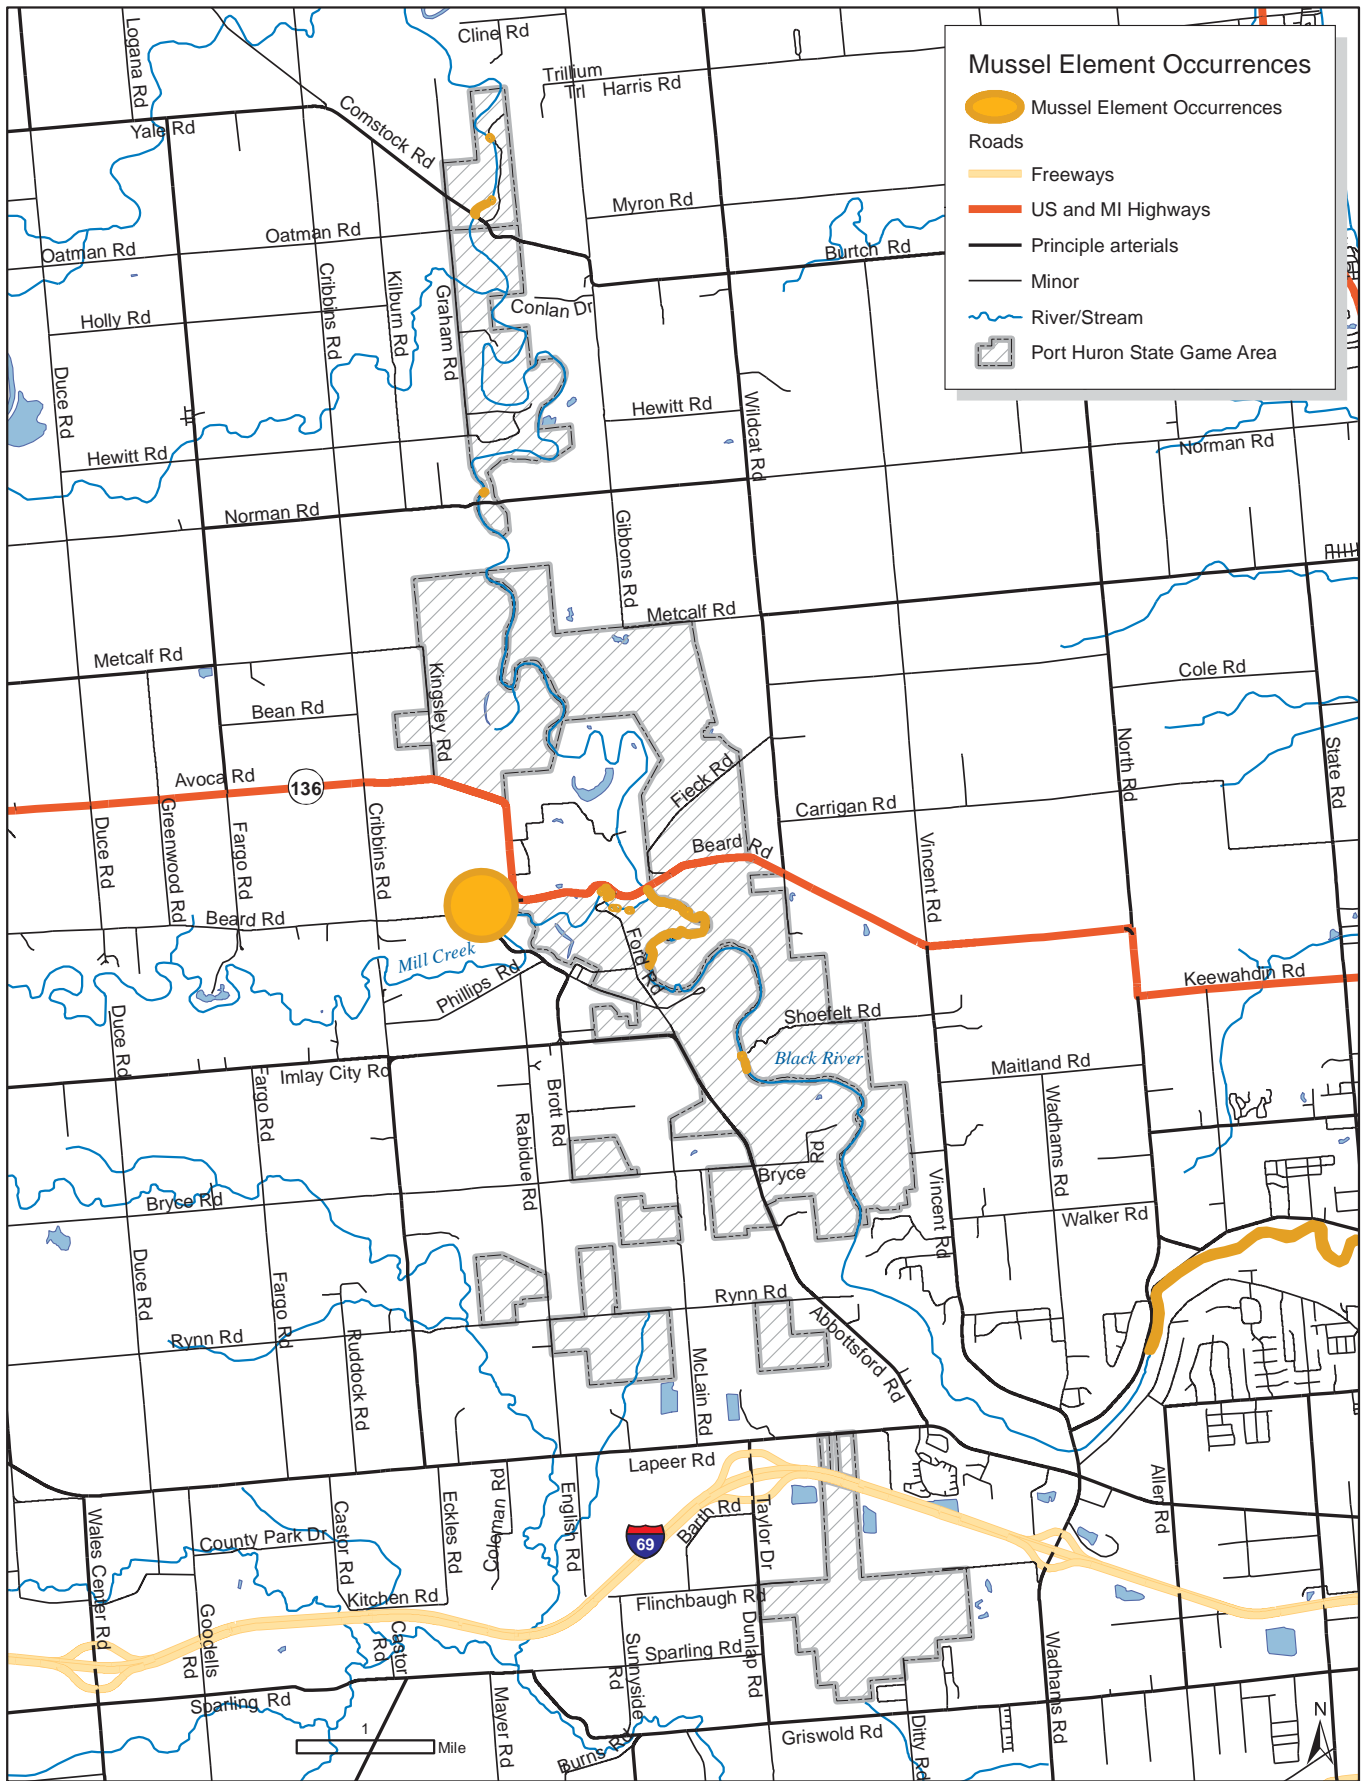 Mussel Element Occurrences
Mussel Element Occurrences
Roads
Freeways
US and MI Highways
Principle arterials
Minor
River/Stream
Port Huron State Game Area
Logana Rd
Cline Rd
Trillium
Trl
Harris Rd
Yale Rd
Comstock Rd
Myron Rd
Oatman Rd
Oatman Rd
Burtch Rd
Holly Rd
Cribbins Rd
Kilburn Rd
Graham Rd
Conlan Dr
Duce Rd
Hewitt Rd
Wildcat Rd
Hewitt Rd
Norman Rd
Norman Rd
Gibbons Rd
Metcalf Rd
Metcalf Rd
Kingsley Rd
Cole Rd
Bean Rd
North Rd
State Rd
Avoca Rd
136
Fieck Rd
Carrigan Rd
Duce Rd
Greenwood Rd
Fargo Rd
Cribbins Rd
Beard Rd
Vincent Rd
Beard Rd
Ford Rd
Mill Creek
Phillips Rd
Keewahdin Rd
Duce Rd
Shoefelt Rd
Black River
Maitland Rd
Imlay City Rd
Fargo Rd
Brott Rd
Rabidue Rd
Wadhams Rd
Rd
Bryce
Bryce Rd
Vincent Rd
Walker Rd
Duce Rd
Fargo Rd
Rynn Rd
Rynn Rd
Ruddock Rd
McLain Rd
Abbottsford Rd
Lapeer Rd
Wales Center Rd
County Park Dr
Castor Rd
Eckles Rd
Coleman Rd
English Rd
69
Barth Rd
Taylor Dr
Allen Rd
Kitchen Rd
Flinchbaugh Rd
Goodells
Rd
Castor
Rd
Sunnyside
Rd
Sparling Rd
Dunlap Rd
Wadhams Rd
Sparling Rd
Mayer Rd
Burns Rd
Griswold Rd
Ditty Rd
1
Mile
N